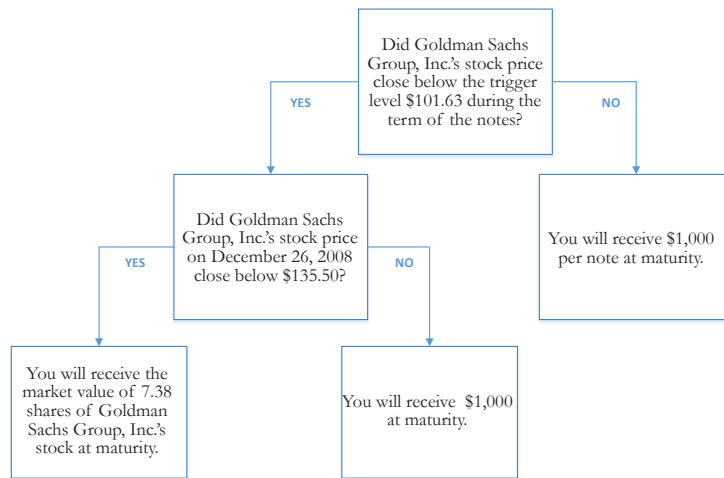 Did Goldman Sachs
Group, Inc.'s stock price
close below the trigger
level $101.63 during the
term of the notes?
YES
NO
Did Goldman Sachs
Group, Inc.'s stock price
on December 26, 2008
close below $135.50?
You will receive $1,000
per note at maturity.
YES
NO
You will receive the
market value of 7.38
shares of Goldman
Sachs Group, Inc.'s
stock at maturity.
You will receive  $1,000
at maturity.